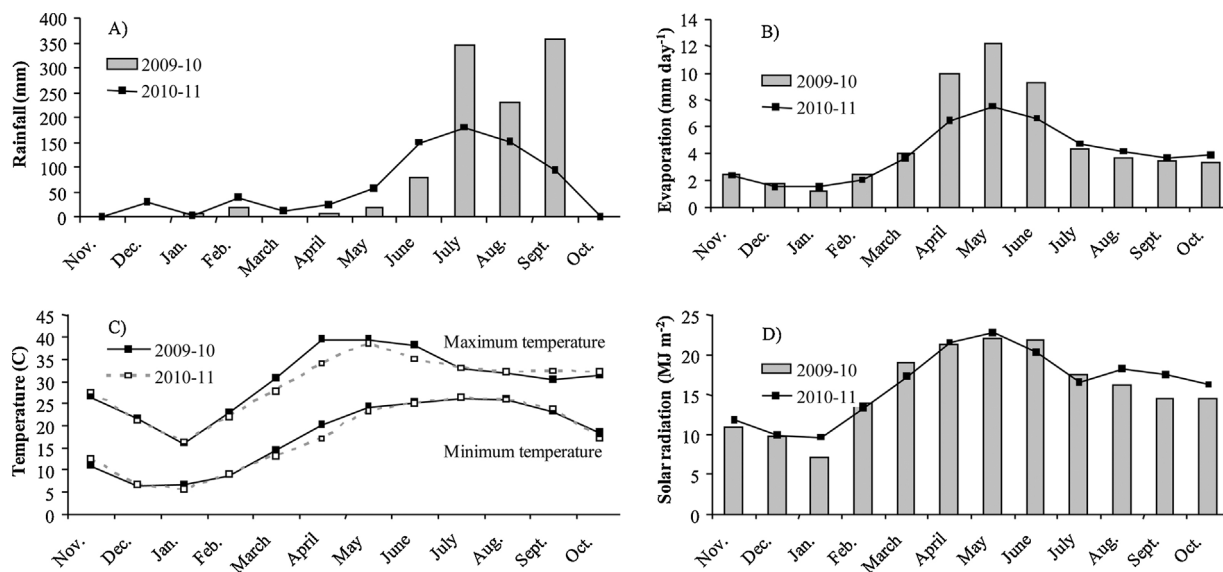 A)
Rainfall (mm)
400
350
300
250
200
150
100
50
0
2009-10
2010-11
Nov. Dec. Jan. Feb. March April May June July Aug. Sept. Oct.
B)
Evaporation (mm day⁻¹)
14
12
10
8
6
4
2
0
2009-10
2010-11
Nov. Dec. Jan. Feb. March April May June July Aug. Sept. Oct.
C)
Temperature (C)
45
40
35
30
25
20
15
10
5
0
2009-10
2010-11
Maximum temperature
Minimum temperature
Nov. Dec. Jan. Feb. March April May June July Aug. Sept. Oct.
D)
Solar radiation (MJ m⁻²)
25
20
15
10
5
0
2009-10
2010-11
Nov. Dec. Jan. Feb. March April May June July Aug. Sept. Oct.